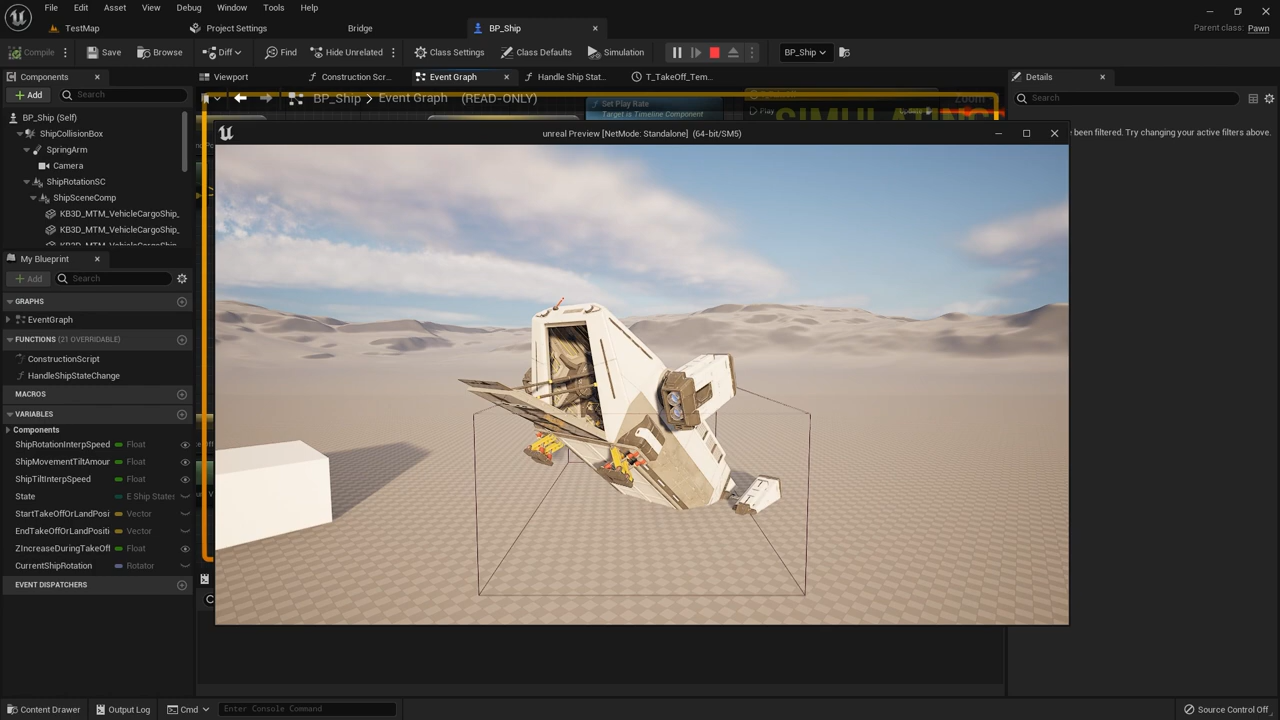 File Edit Asset View Debug Window Tools Help
TestMap Project Settings Bridge BP_Ship
Parent class: Pawn
Compile Save Browse Diff Find Hide Unrelated Class Settings Class Defaults Simulation BP_Ship
Components
Viewport Construction Scr... Event Graph Handle Ship Stat... T_TakeOff_Tem...
Details
Add Search
BP_Ship Event Graph (READ-ONLY)
Search
BP_Ship (Self)
Set Play Rate
Target is Timeline Component
Play
Zoom
unreal Preview [NetMode: Standalone] (64-bit/SM5)
been filtered. Try changing your active filters above.
ShipCollisionBox
SpringArm
Camera
ShipRotationSC
ShipSceneComp
KB3D_MTM_VehicleCargoShip_
KB3D_MTM_VehicleCargoShip_
KB3D_MTM_VehicleCargoShip_
My Blueprint
Add Search
GRAPHS
EventGraph
FUNCTIONS (21 OVERRIDABLE)
ConstructionScript
HandleShipStateChange
MACROS
VARIABLES
Components
ShipRotationInterpSpeed Float
ShipMovementTiltAmour Float
ShipTiltInterpSpeed Float
State E Ship States
StartTakeOffOrLandPosi Vector
EndTakeOffOrLandPositi Vector
ZIncreaseDuringTakeOff Float
CurrentShipRotation Rotator
EVENT DISPATCHERS
Content Drawer Output Log Cmd Enter Console Command Source Control Off